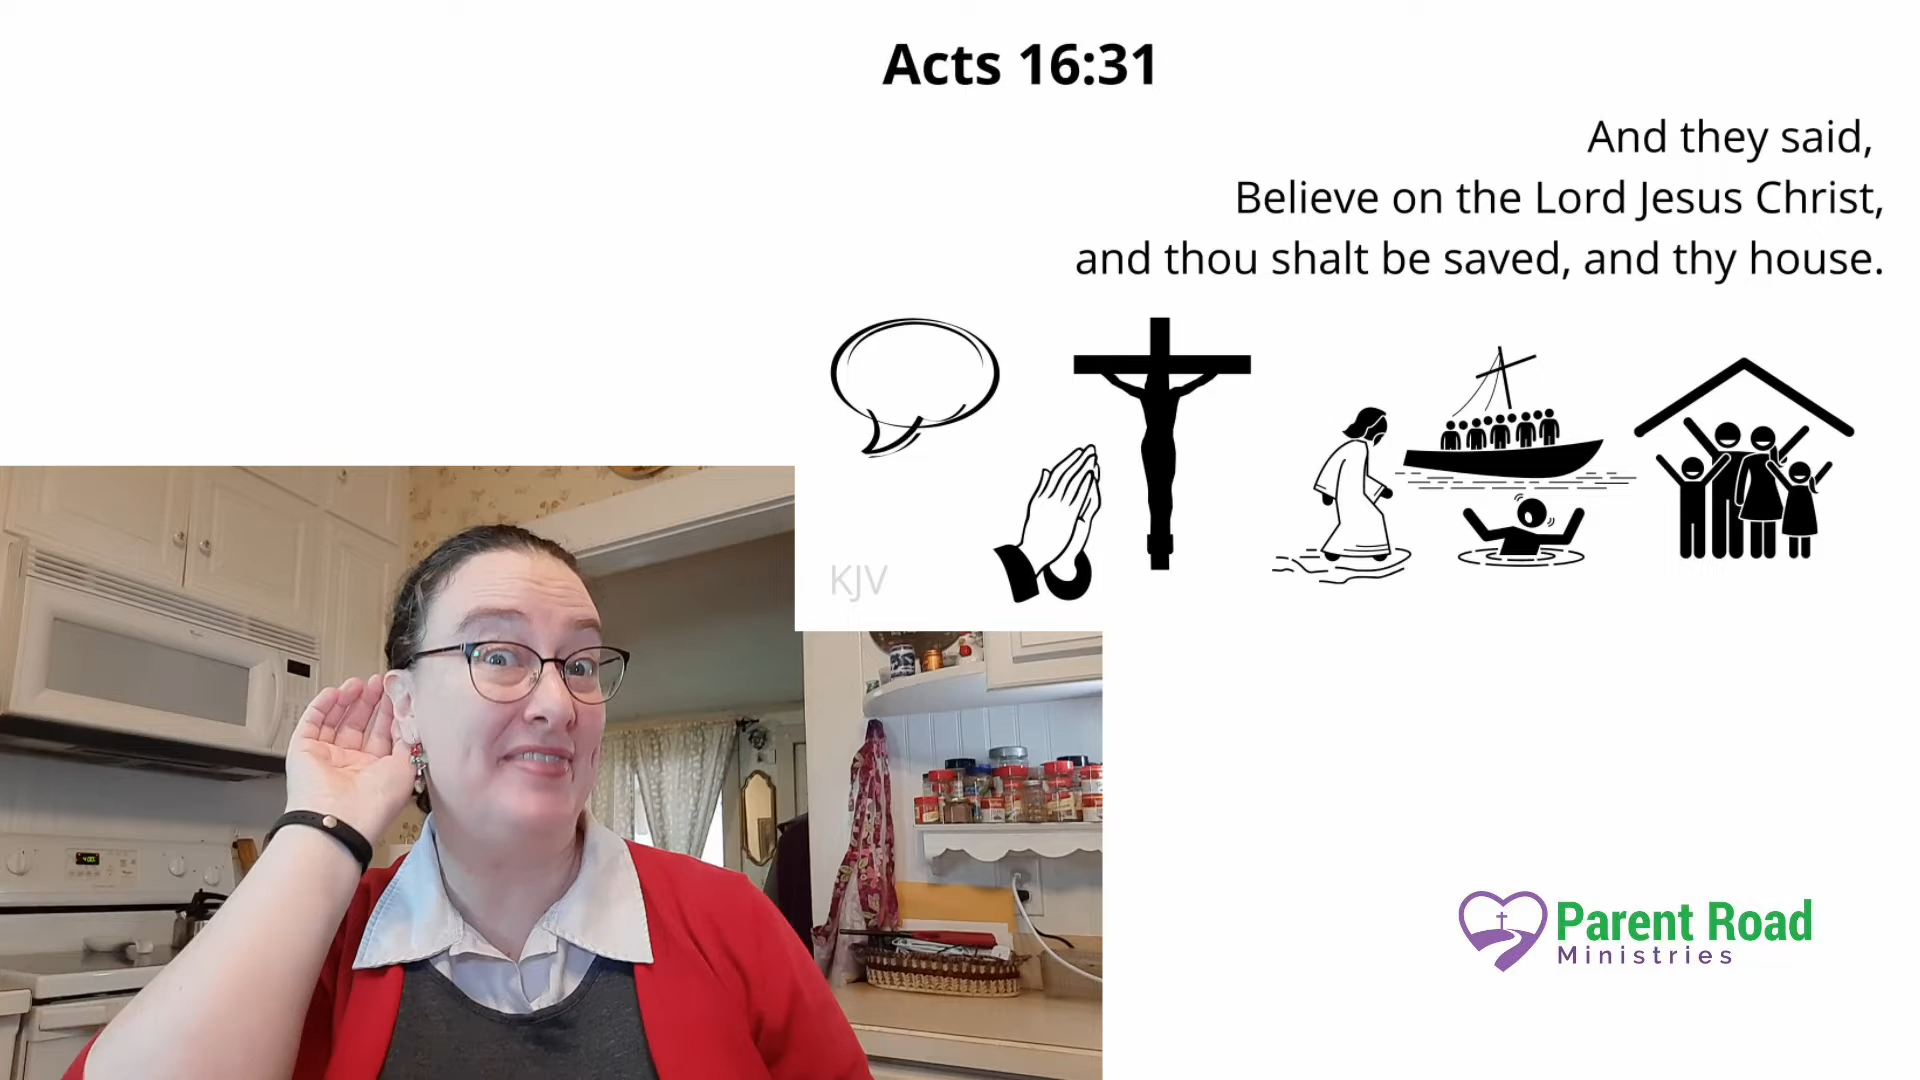 Acts 16:31
And they said,
Believe on the Lord Jesus Christ,
and thou shalt be saved, and thy house.
KJV
Parent Road
Ministries